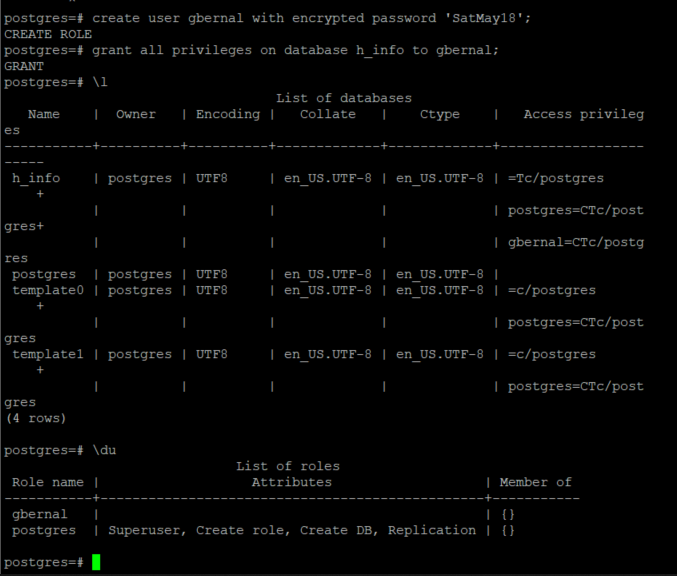 postgres=# create user gbernal with encrypted password 'SatMay18';
CREATE ROLE
postgres=# grant all privileges on database h_info to gbernal;
GRANT
postgres=# \l
                                  List of databases
   Name    |  Owner   | Encoding |   Collate   |    Ctype    |   Access privileg
es
-----------+----------+----------+-------------+-------------+------------------
-----
 h_info    | postgres | UTF8     | en_US.UTF-8 | en_US.UTF-8 | =Tc/postgres
    +
           |          |          |             |             | postgres=CTc/post
gres+
           |          |          |             |             | gbernal=CTc/postg
res
 postgres  | postgres | UTF8     | en_US.UTF-8 | en_US.UTF-8 |
 template0 | postgres | UTF8     | en_US.UTF-8 | en_US.UTF-8 | =c/postgres
    +
           |          |          |             |             | postgres=CTc/post
gres
 template1 | postgres | UTF8     | en_US.UTF-8 | en_US.UTF-8 | =c/postgres
    +
           |          |          |             |             | postgres=CTc/post
gres
(4 rows)

postgres=# \du
                             List of roles
 Role name |                   Attributes                   | Member of
-----------+------------------------------------------------+-----------
 gbernal   |                                                | {}
 postgres  | Superuser, Create role, Create DB, Replication | {}

postgres=#